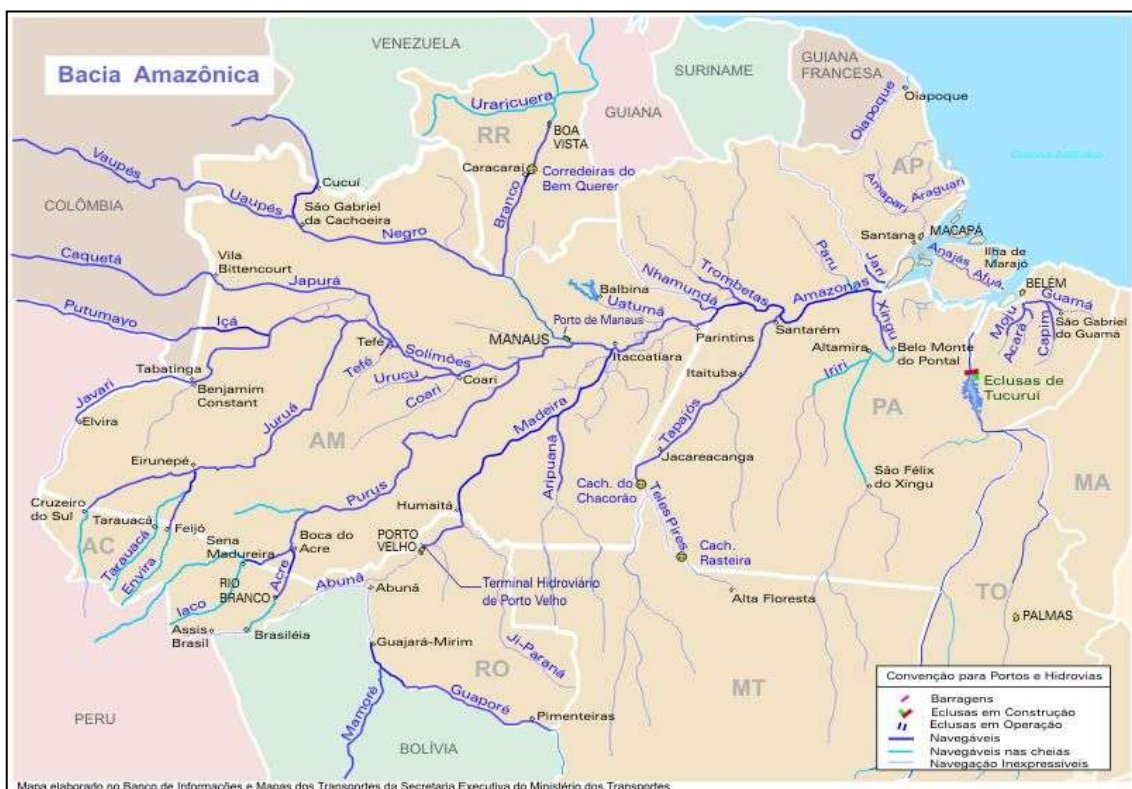 Bacia Amazônica
VENEZUELA
SURINAME
GUIANA
FRANCESA
GUIANA
COLÔMBIA
PERU
BOLÍVIA
Oiapoque
Oiapoque
Uraricuera
RR
BOA
VISTA
Caracaraí
Corredeiras do
Bem Querer
Branco
AP
Araguari
Amapari
Santana
MACAPÁ
Ilha de
Marajó
Anajás
Afuá
BELÉM
Vaupés
Uaupés
Cucuí
São Gabriel
da Cachoeira
Negro
Caquetá
Vila
Bittencourt
Japurá
Putumayo
Içá
Balbina
Uatumã
Nhamundá
Trombetas
Paru
Jari
Amazonas
Xingu
Moju
Acará
Capim
Guamá
São Gabriel
do Guamá
Porto de Manaus
MANAUS
Itacoatiara
Parintins
Santarém
Altamira
Belo Monte
do Pontal
Tefé
Tefé
Solimões
Urucu
Coari
Coari
Tabatinga
Benjamim
Constant
Javari
Elvira
Juruá
AM
Madeira
Itaituba
Iriri
PA
Eclusas de
Tucuruí
Tapajós
Jacareacanga
Eirunepé
Purus
Aripuanã
Cach. do
Chacorão
São Félix
do Xingu
MA
Cruzeiro
do Sul
Tarauacá
Feijó
Humaitá
Teles Pires
AC
Tarauacá
Envira
Sena
Madureira
Boca do
Acre
PORTO
VELHO
Cach.
Rasteira
Acre
RIO
BRANCO
Iaco
Abunã
Abunã
Terminal Hidroviário
de Porto Velho
Alta Floresta
TO
PALMAS
Assis
Brasil
Brasiléia
Guajará-Mirim
Ji-Paraná
RO
MT
Mamoré
Guaporé
Pimenteiras
Convenção para Portos e Hidrovias
Barragens
Eclusas em Construção
Eclusas em Operação
Navegáveis
Navegáveis nas cheias
Navegação Inexpressíveis
Mapa elaborado no Banco de Informações e Mapas dos Transportes da Secretaria Executiva do Ministério dos Transportes